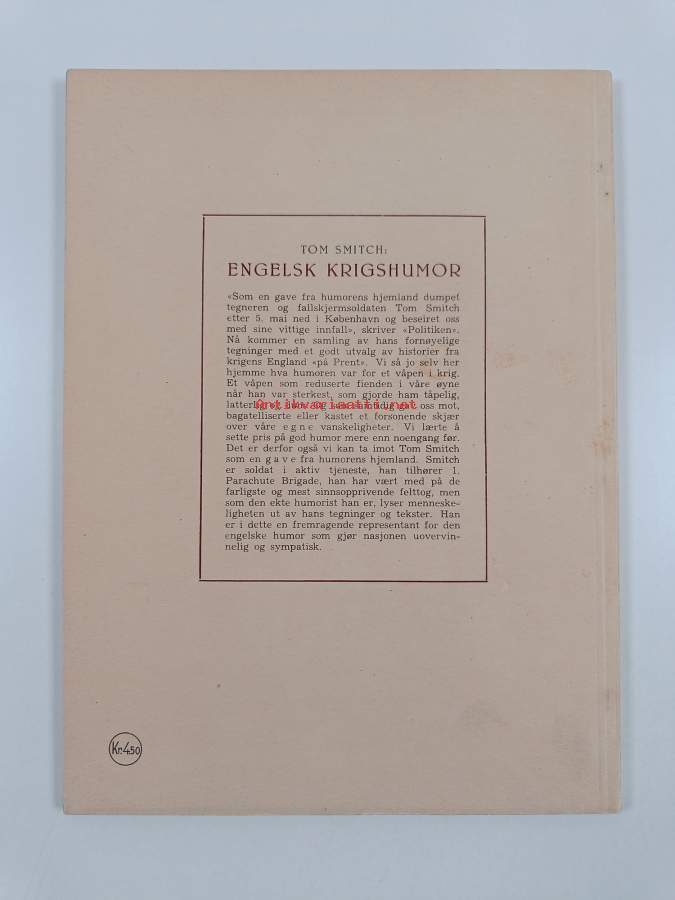 TOM SMITCH:
ENGELSK KRIGSHUMOR
«Som en gave fra humorens hjemland dumpet
tegneren og fallskjermsoldaten Tom Smitch
etter 5. mai ned i København og beseiret oss
med sine vittige innfall», skriver «Politiken».
Nå kommer en samling av hans fornøyelige
tegninger med et godt utvalg av historier fra
krigens England «på Prent». Vi så jo selv her
hjemme hva humoren var for et våpen i krig.
Et våpen som reduserte fienden i våre øyne
når han var sterkest, som gjorde ham tåpelig,
latterlig og som samtidig gav oss mot,
Antikvariaatti.net
bagatelliserte eller kastet et forsonende skjær
over våre egne vanskeligheter. Vi lærte å
sette pris på god humor mere enn noengang før.
Det er derfor også vi kan ta imot Tom Smitch
som en gave fra humorens hjemland. Smitch
er soldat i aktiv tjeneste, han tilhører 1.
Parachute Brigade, han har vært med på de
farligste og mest sinnsopprivende felttog, men
som den ekte humorist han er, lyser menneske-
ligheten ut av hans tegninger og tekster. Han
er i dette en fremragende representant for den
engelske humor som gjør nasjonen uovervin-
nelig og sympatisk.
Kr. 4.50